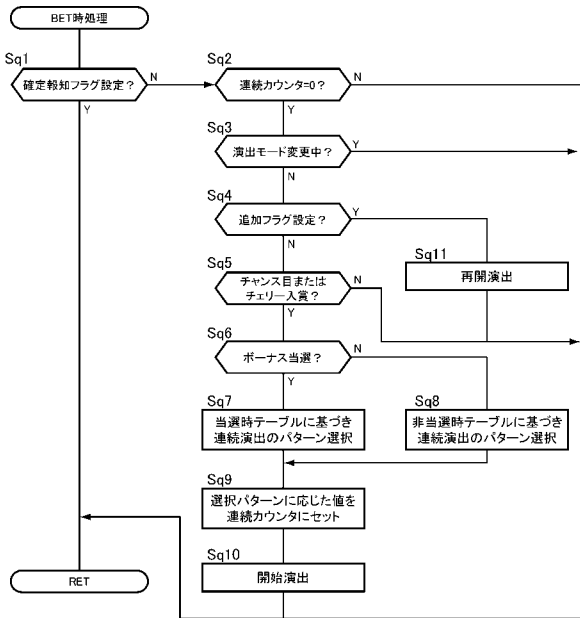 BET時処理
Sq1
確定報知フラグ設定？
N
Y
Sq2
連続カウンタ=0？
N
Y
Sq3
演出モード変更中？
Y
N
Sq4
追加フラグ設定？
Y
N
Sq11
再開演出
Sq5
チャンス目または
チェリー入賞？
N
Y
Sq6
ボーナス当選？
N
Y
Sq7
当選時テーブルに基づき
連続演出のパターン選択
Sq8
非当選時テーブルに基づき
連続演出のパターン選択
Sq9
選択パターンに応じた値を
連続カウンタにセット
Sq10
開始演出
RET